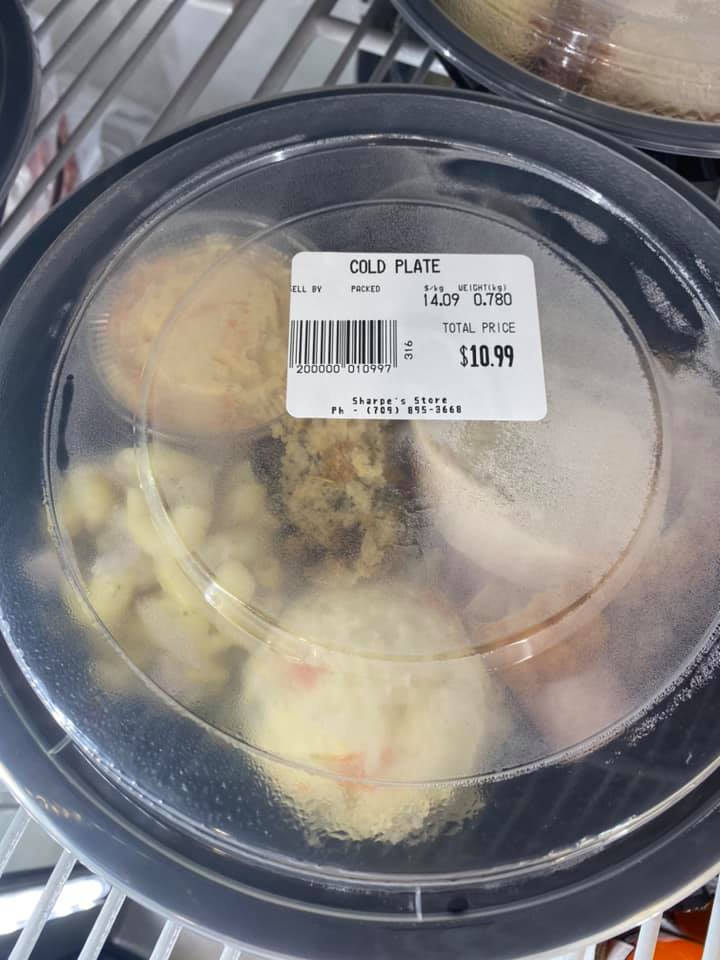 COLD PLATE
ELL BY PACKED $/kg WEIGHT(kg)
14.09 0.780
TOTAL PRICE
$10.99
200000 010997
316
Sharpe's Store
Ph - (709) 895-3668